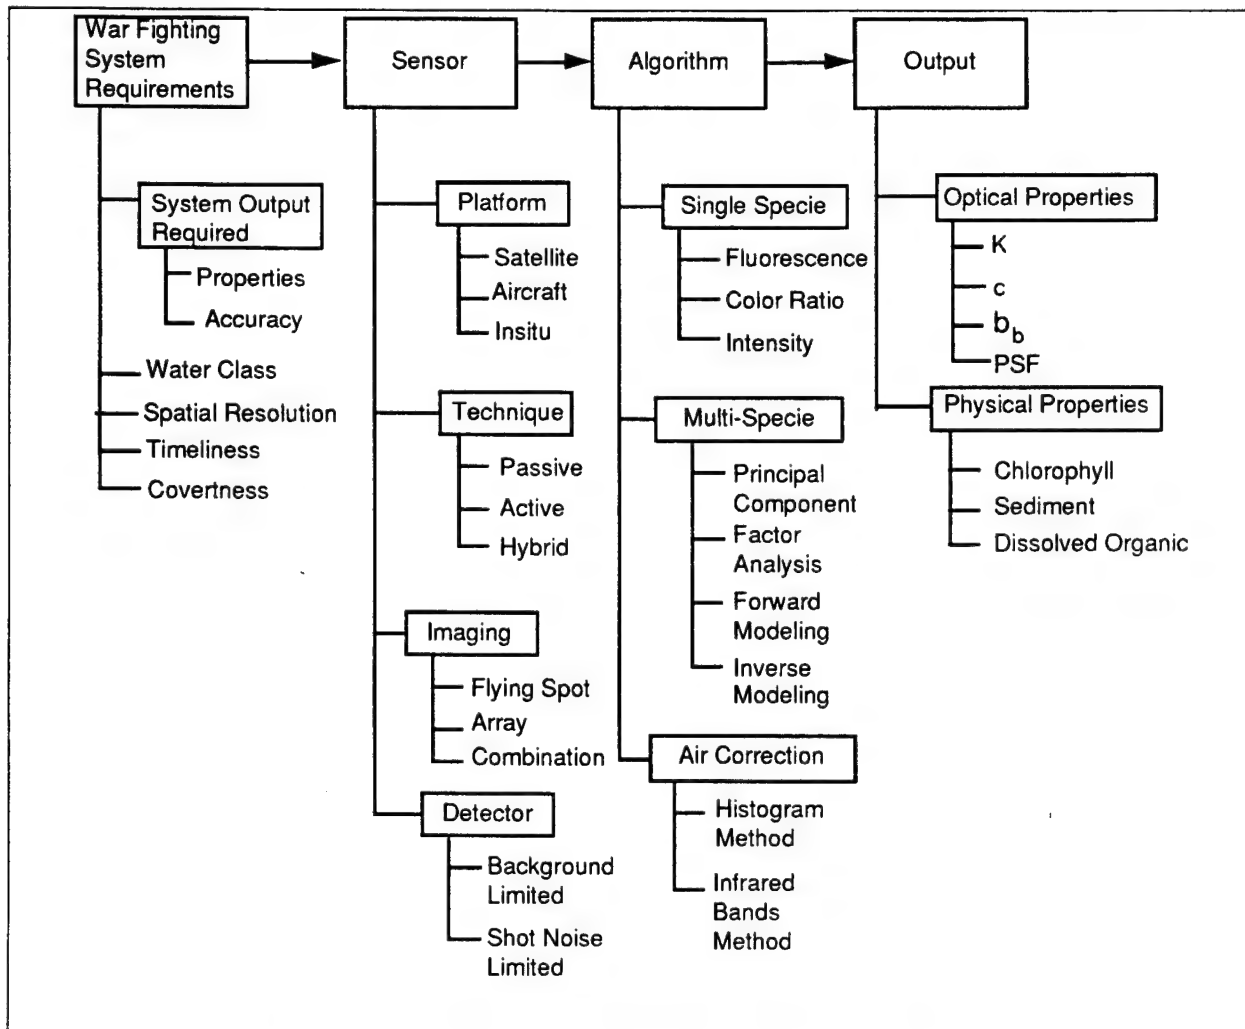 War Fighting
System
Requirements
Sensor
Algorithm
Output
System Output
Required
Properties
Accuracy
Water Class
Spatial Resolution
Timeliness
Covertness
Platform
Satellite
Aircraft
Insitu
Technique
Passive
Active
Hybrid
Imaging
Flying Spot
Array
Combination
Detector
Background
Limited
Shot Noise
Limited
Single Specie
Fluorescence
Color Ratio
Intensity
Multi-Specie
Principal
Component
Factor
Analysis
Forward
Modeling
Inverse
Modeling
Air Correction
Histogram
Method
Infrared
Bands
Method
Optical Properties
K
c
b_b
PSF
Physical Properties
Chlorophyll
Sediment
Dissolved Organic